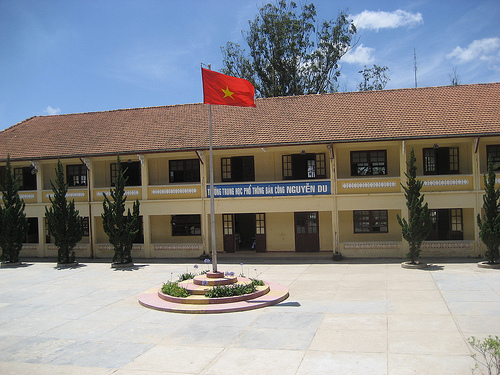 TRƯỜNG TRUNG HỌC PHỔ THÔNG BÁN CÔNG NGUYỄN DU